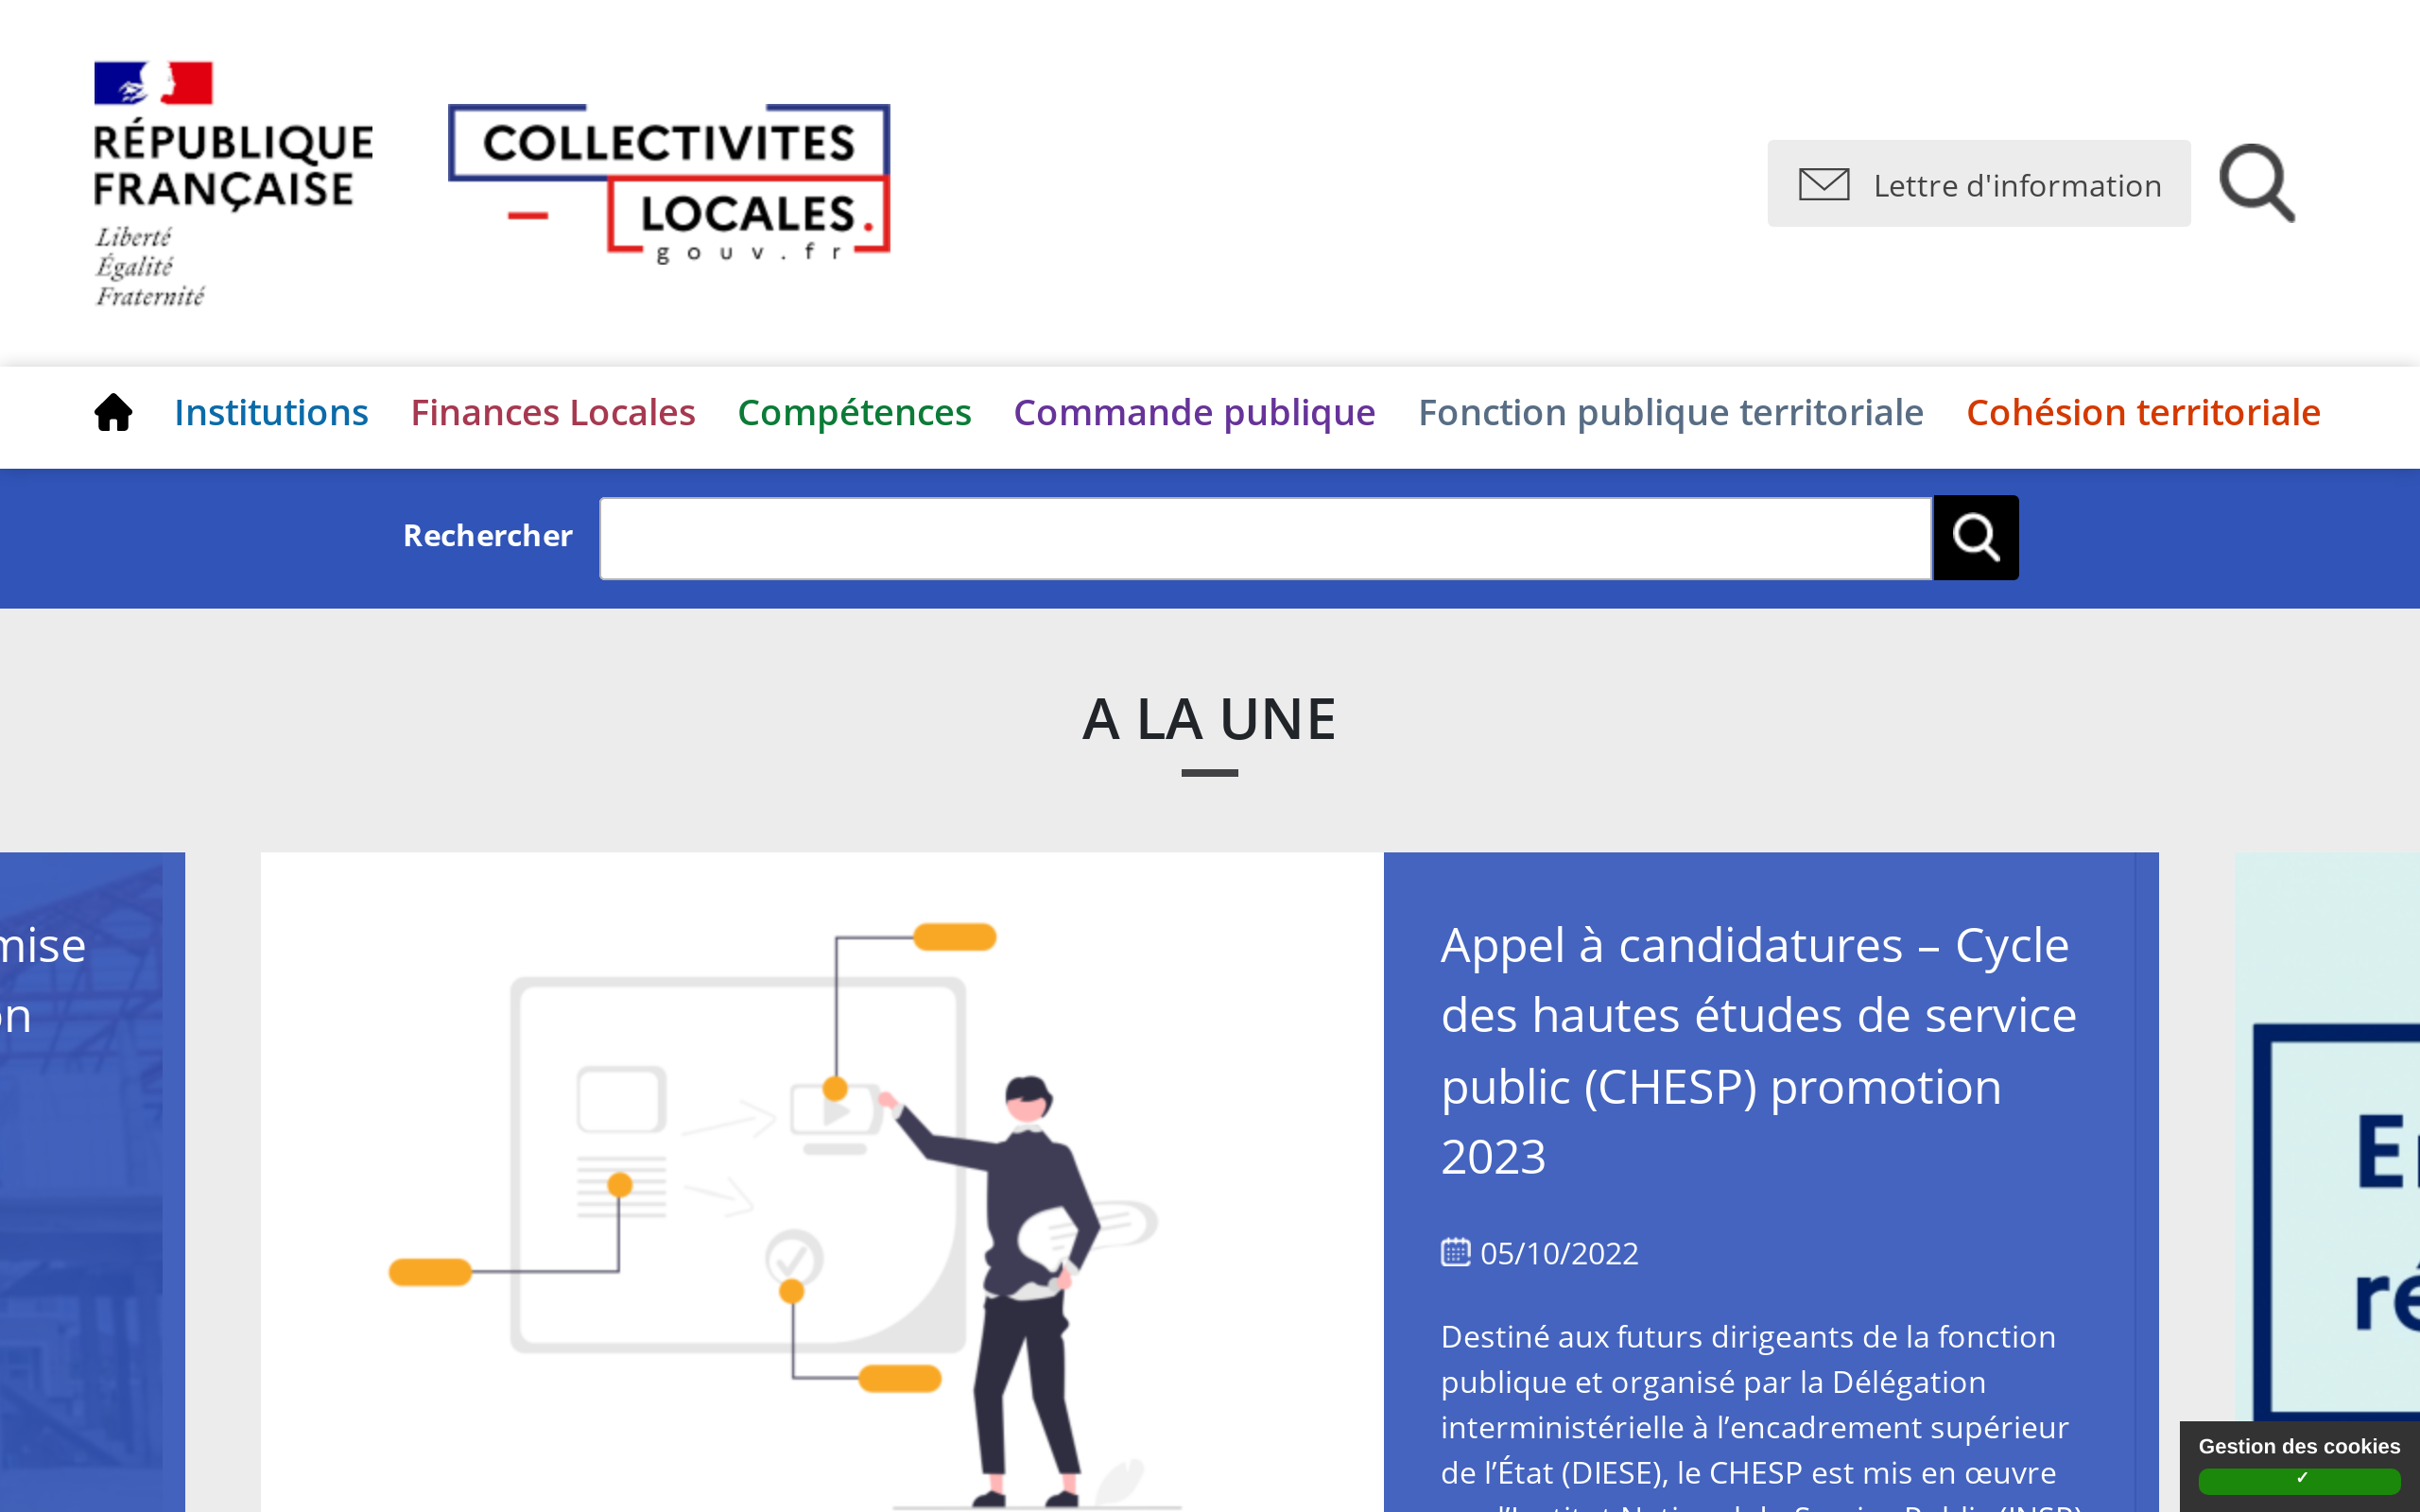 RÉPUBLIQUE
FRANÇAISE
Liberté
Égalité
Fraternité
COLLECTIVITES
LOCALES.
gouv.fr
Lettre d'information
Institutions Finances Locales Compétences Commande publique Fonction publique territoriale Cohésion territoriale
Rechercher
A LA UNE
Appel à candidatures – Cycle
des hautes études de service
public (CHESP) promotion
2023
05/10/2022
Destiné aux futurs dirigeants de la fonction
publique et organisé par la Délégation
interministérielle à l’encadrement supérieur
de l’État (DIESE), le CHESP est mis en œuvre
Gestion des cookies
✓